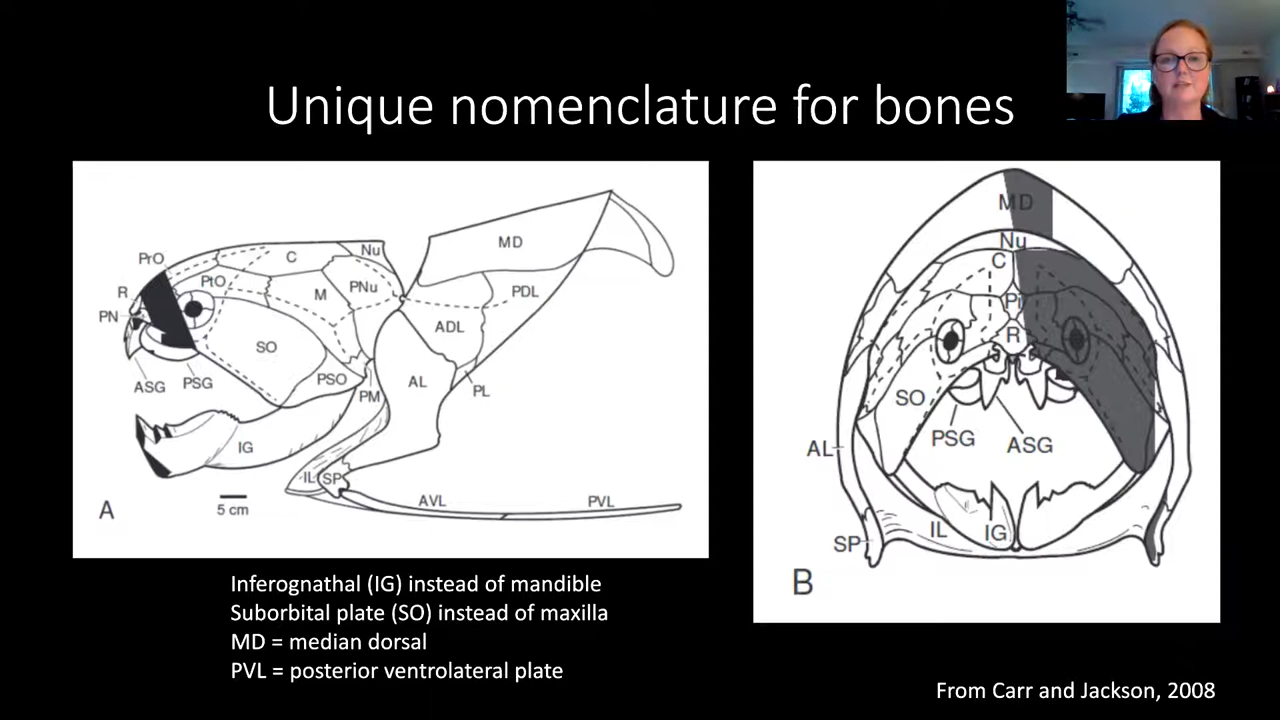 Unique nomenclature for bones
PrO
R
PN
PtO
C
Nu
PNu
M
SO
ASG
PSG
PSO
PM
IG
IL
SP
AL
ADL
MD
PDL
PL
AVL
PVL
5 cm
A
MD
Nu
C
Pi
R
SO
PSG
ASG
AL
IL
IG
SP
B
Inferognathal (IG) instead of mandible
Suborbital plate (SO) instead of maxilla
MD = median dorsal
PVL = posterior ventrolateral plate
From Carr and Jackson, 2008